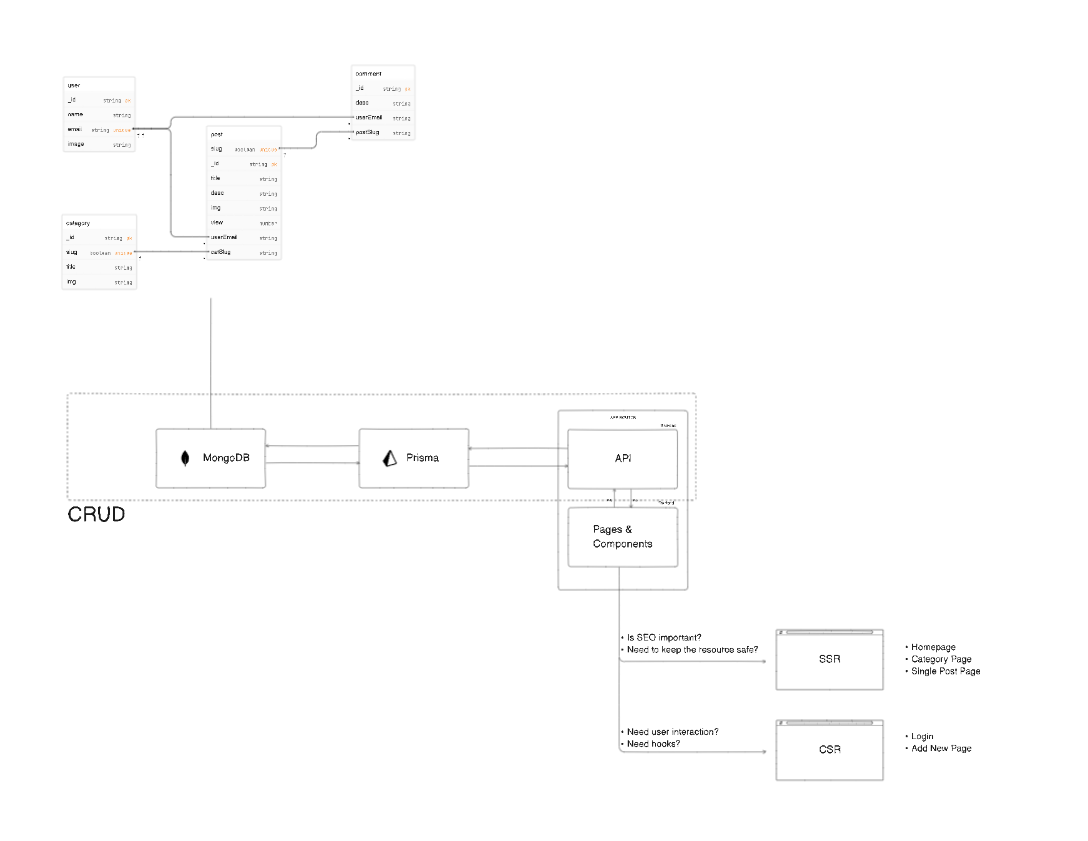 user
_id string pk
name string
email string unique
image string
comment
_id string pk
desc string
userEmail string
postSlug string
post
slug boolean unique
_id string pk
title string
desc string
img string
view number
userEmail string
catSlug string
category
_id string pk
slug boolean unique
title string
img string
MongoDB
Prisma
APP ROUTER
Backend
API
Pages &
Components
CRUD
• Is SEO important?
• Need to keep the resource safe?
SSR
• Homepage
• Category Page
• Single Post Page
• Need user interaction?
• Need hooks?
CSR
• Login
• Add New Page